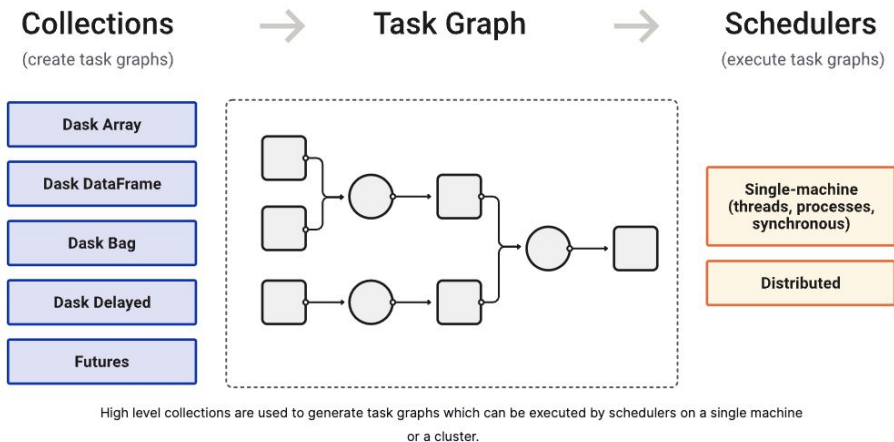 Collections
Task Graph
Schedulers
(create task graphs)
(execute task graphs)
Dask Array
Dask DataFrame
Dask Bag
Dask Delayed
Futures
Single-machine
(threads, processes,
synchronous)
Distributed
High level collections are used to generate task graphs which can be executed by schedulers on a single machine
or a cluster.